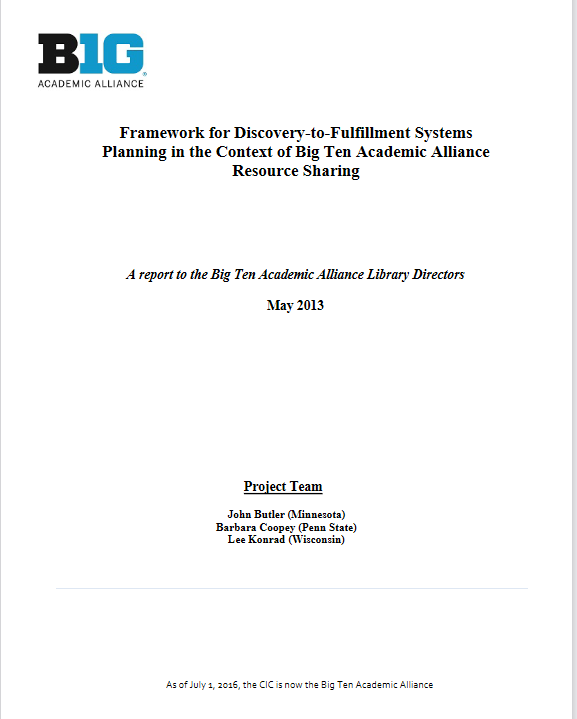 B1G
ACADEMIC ALLIANCE
Framework for Discovery-to-Fulfillment Systems
Planning in the Context of Big Ten Academic Alliance
Resource Sharing
A report to the Big Ten Academic Alliance Library Directors
May 2013
Project Team
John Butler (Minnesota)
Barbara Coopey (Penn State)
Lee Konrad (Wisconsin)
As of July 1, 2016, the CIC is now the Big Ten Academic Alliance